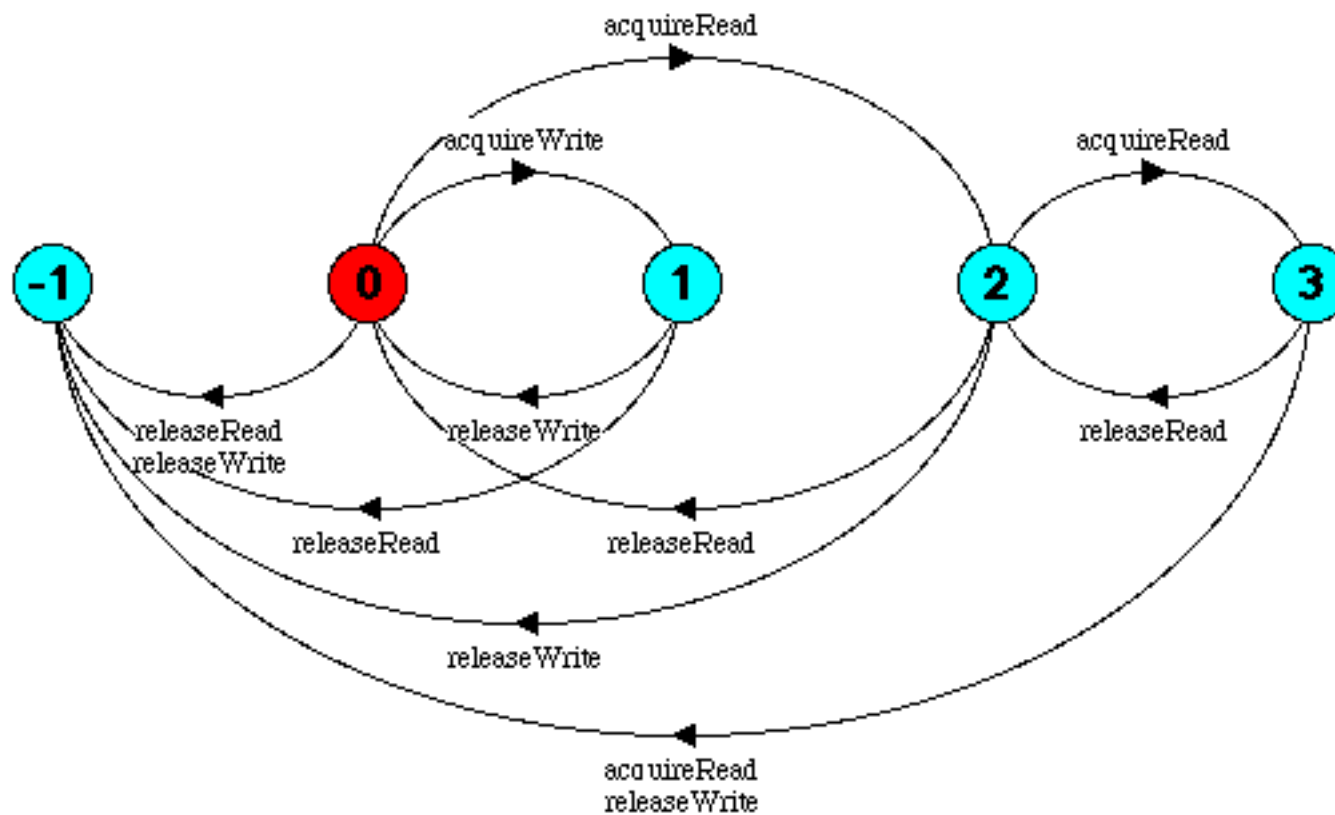 acquireRead
acquireWrite
acquireRead
-1
0
1
2
3
releaseRead
releaseWrite
releaseWrite
releaseRead
releaseRead
releaseRead
releaseWrite
acquireRead
releaseWrite